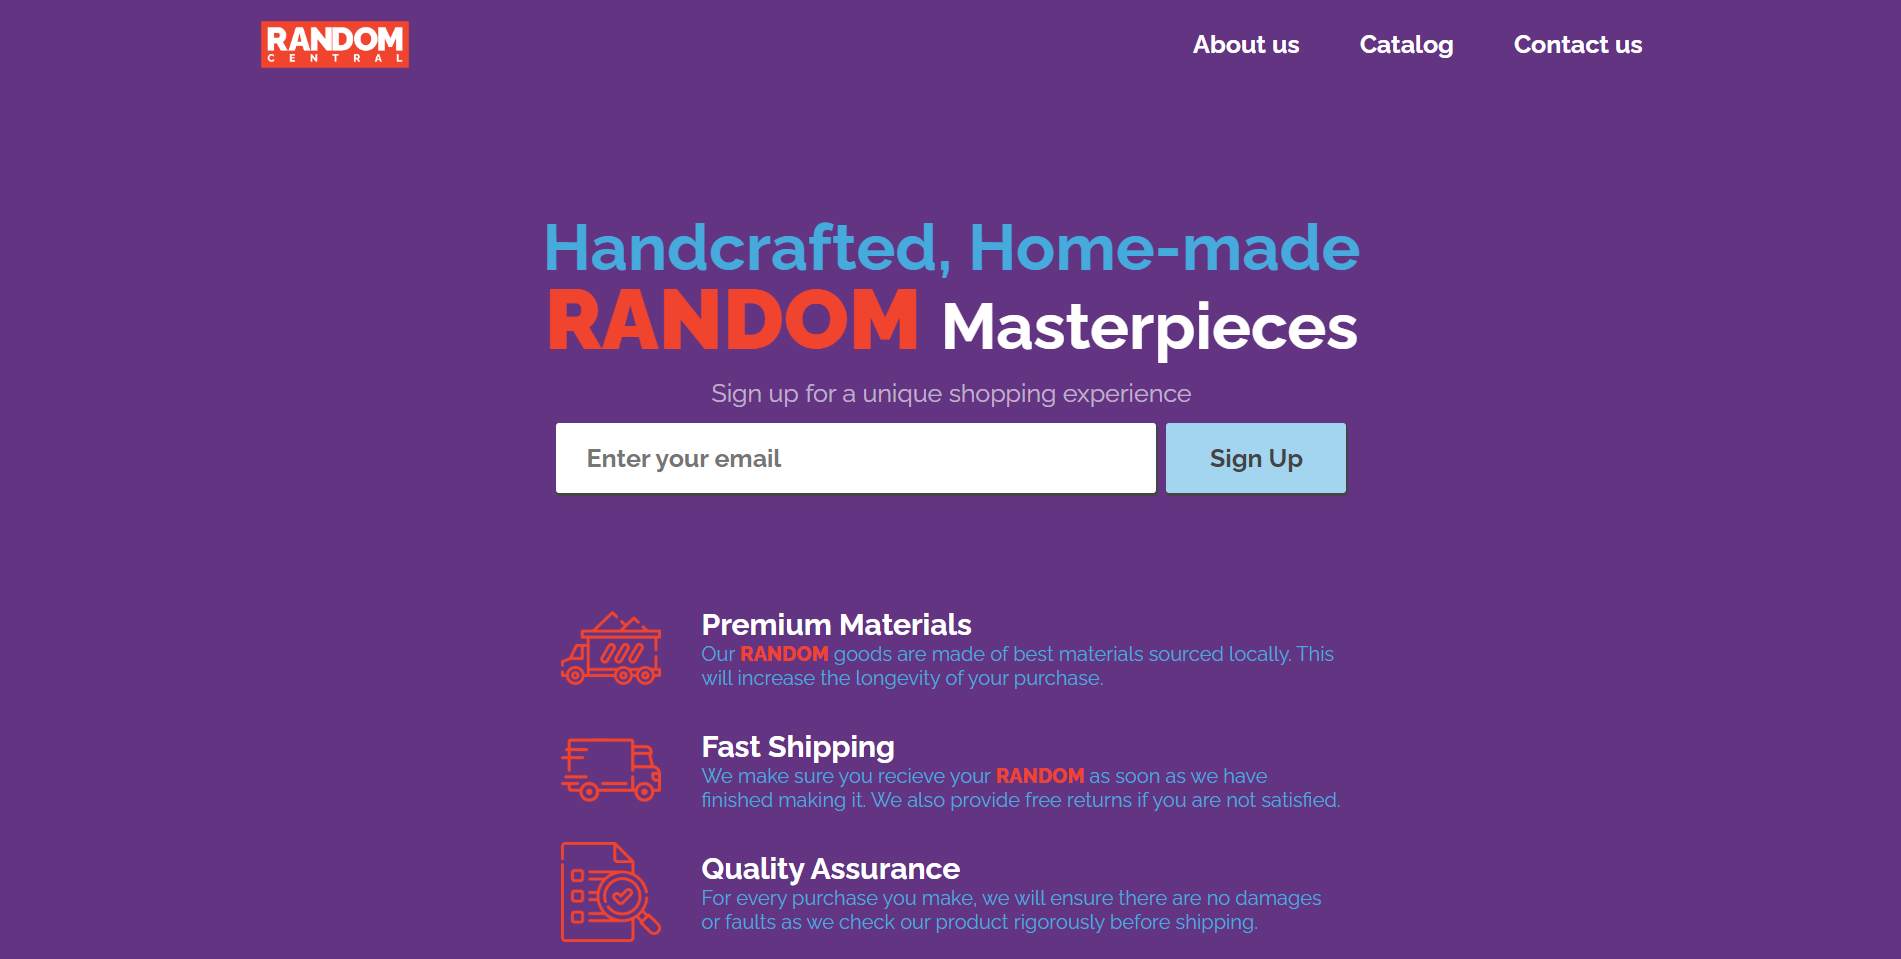 RANDOM
CENTRAL
About us
Catalog
Contact us
Handcrafted, Home-made
RANDOM Masterpieces
Sign up for a unique shopping experience
Enter your email
Sign Up
Premium Materials
Our RANDOM goods are made of best materials sourced locally. This
will increase the longevity of your purchase.
Fast Shipping
We make sure you recieve your RANDOM as soon as we have
finished making it. We also provide free returns if you are not satisfied.
Quality Assurance
For every purchase you make, we will ensure there are no damages
or faults as we check our product rigorously before shipping.